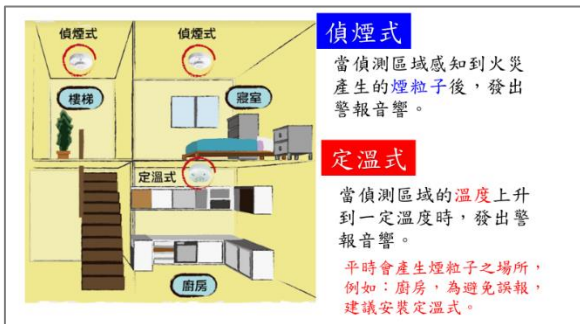 偵煙式
偵煙式
樓梯
寢室
定溫式
廚房
偵煙式
當偵測區域感知到火災
產生的煙粒子後，發出
警報音響。
定溫式
當偵測區域的溫度上升
到一定溫度時，發出警
報音響。
平時會產生煙粒子之場所，
例如：廚房，為避免誤報，
建議安裝定溫式。